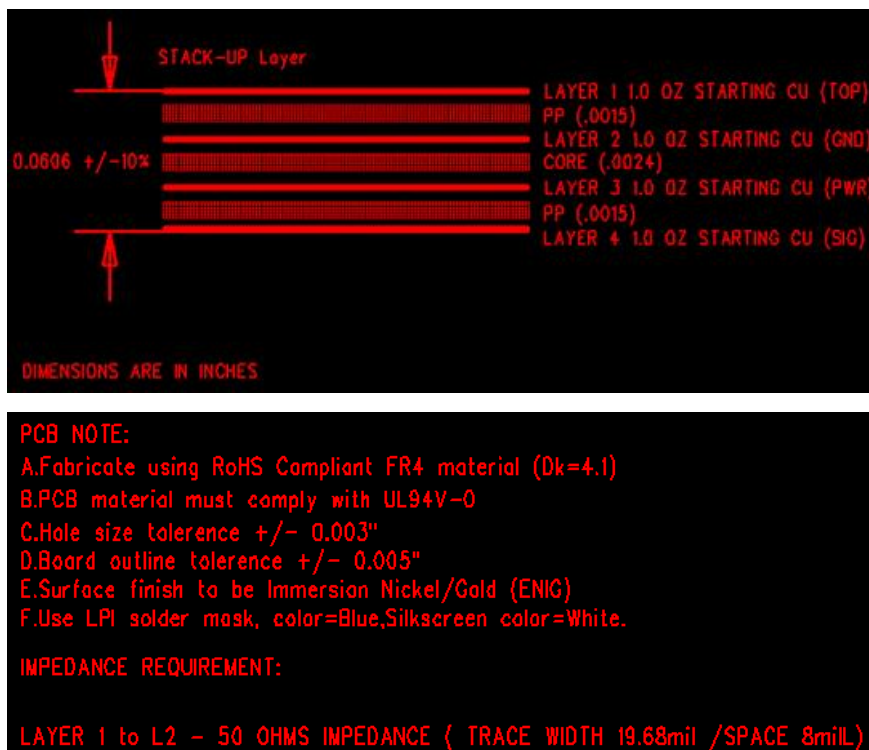 STACK-UP Layer
LAYER 1 1.0 OZ STARTING CU (TOP)
PP (.0015)
LAYER 2 1.0 OZ STARTING CU (GND)
0.0606 +/-10%
CORE (.0024)
LAYER 3 1.0 OZ STARTING CU (PWR)
PP (.0015)
LAYER 4 1.0 OZ STARTING CU (SIG)
DIMENSIONS ARE IN INCHES
PCB NOTE:
A.Fabricate using RoHS Compliant FR4 material (Dk=4.1)
B.PCB material must comply with UL94V-0
C.Hole size tolerence +/- 0.003"
D.Board outline tolerence +/- 0.005"
E.Surface finish to be Immersion Nickel/Gold (ENIG)
F.Use LPI solder mask, color=Blue,Silkscreen color=White.
IMPEDANCE REQUIREMENT:
LAYER 1 to L2 - 50 OHMS IMPEDANCE ( TRACE WIDTH 19.68mil /SPACE 8milL)